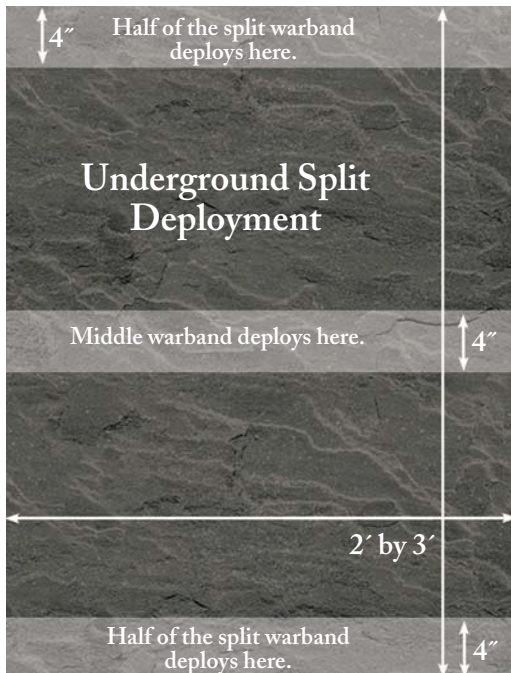 4˝
Half of the split warband
deploys here.
Underground Split
Deployment
Middle warband deploys here.
4˝
2´ by 3´
Half of the split warband
deploys here.
4˝